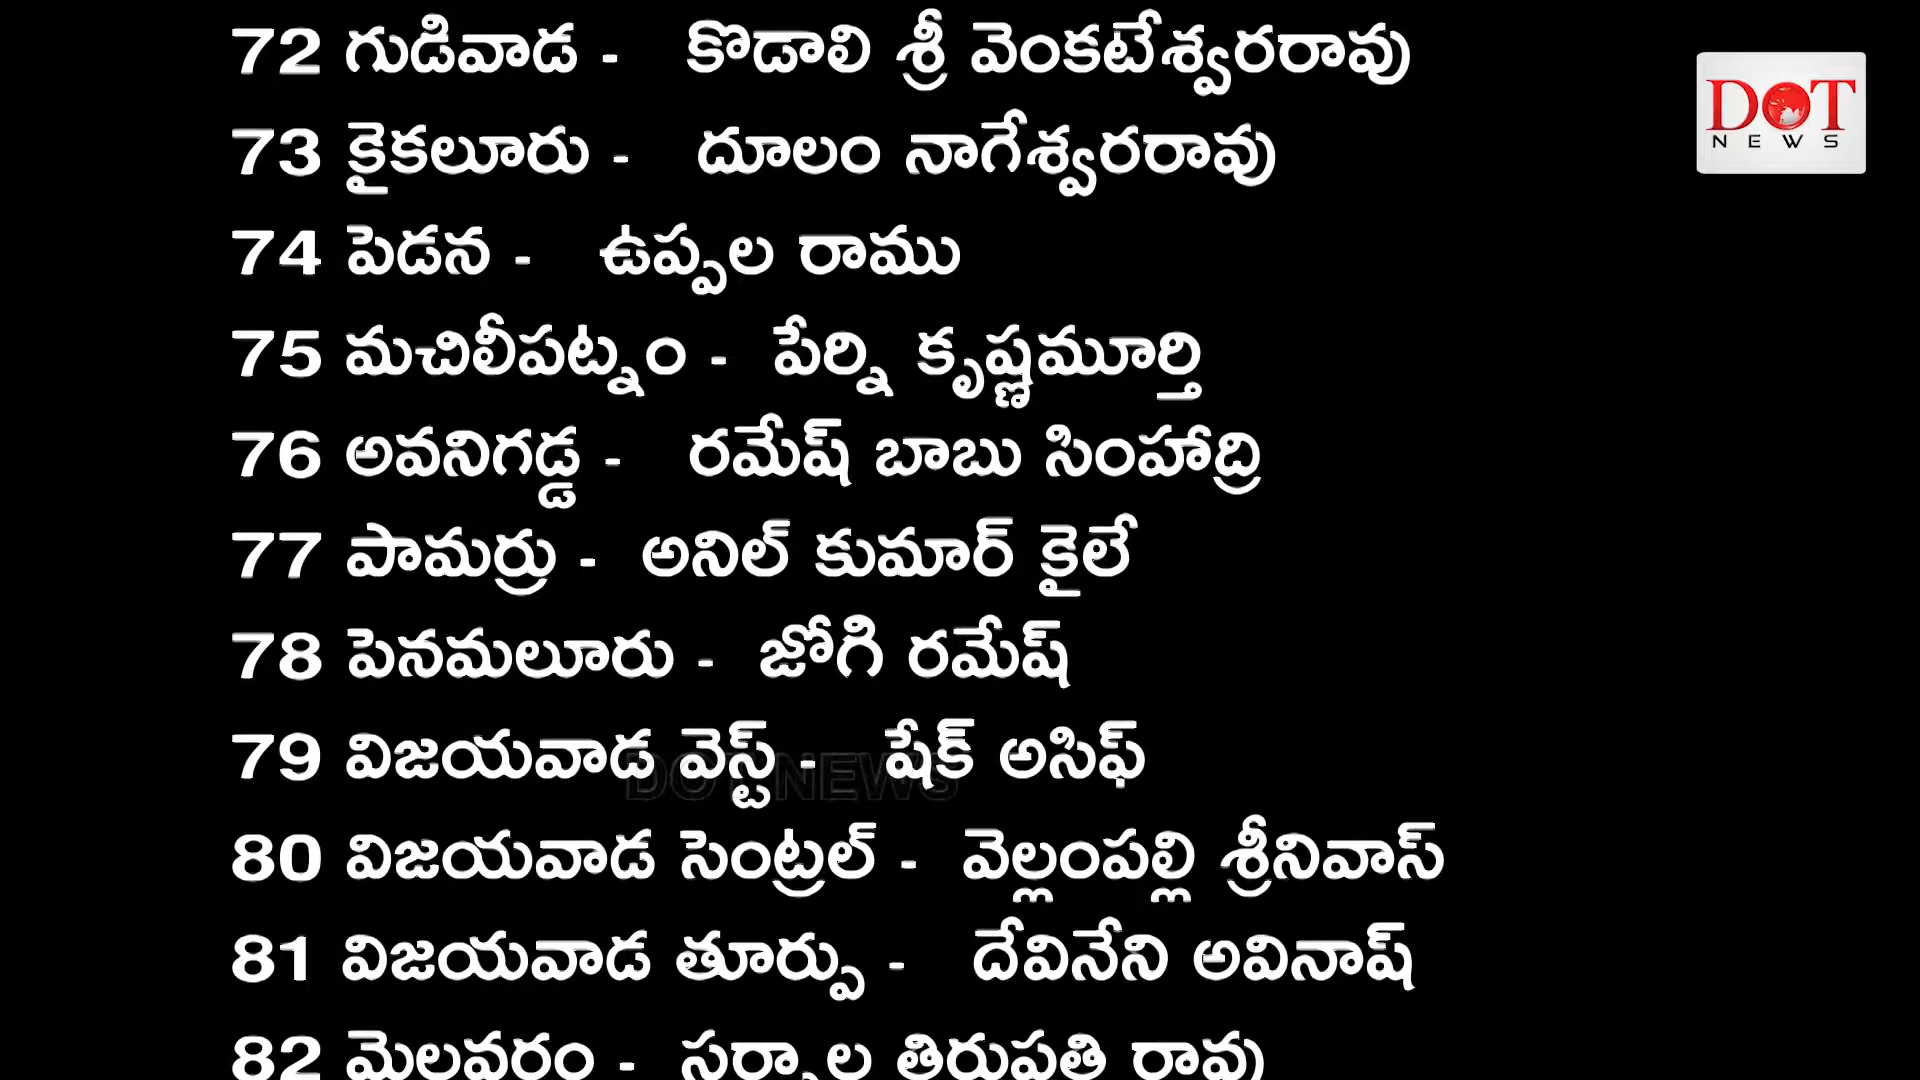 72 గుడివాడ - కొడాలి శ్రీ వెంకటేశ్వరరావు
DOT
NEWS
73 కైకలూరు - దూలం నాగేశ్వరరావు
74 పెడన - ఉప్పల రాము
75 మచిలీపట్నం - పేర్ని కృష్ణమూర్తి
76 అవనిగడ్డ - రమేష్ బాబు సింహాద్రి
77 పామర్రు - అనిల్ కుమార్ కైలే
78 పెనమలూరు - జోగి రమేష్
79 విజయవాడ వెస్ట్ - షేక్ అసిఫ్
DOT NEWS
80 విజయవాడ సెంట్రల్ - వెల్లంపల్లి శ్రీనివాస్
81 విజయవాడ తూర్పు - దేవినేని అవినాష్
82 మైలవరం - సర్నాల తిరుపతి రావు